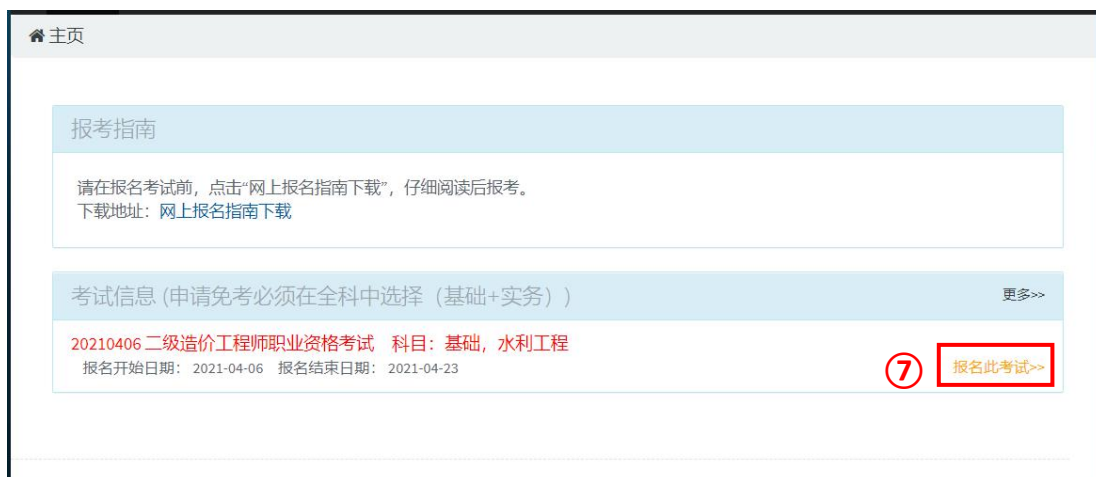 主页
报考指南
请在报名考试前，点击“网上报名指南下载”，仔细阅读后报考。
下载地址：网上报名指南下载
考试信息 (申请免考必须在全科中选择（基础+实务）)
更多>>
20210406 二级造价工程师职业资格考试 科目：基础，水利工程
报名开始日期： 2021-04-06 报名结束日期： 2021-04-23
⑦ 报名此考试>>